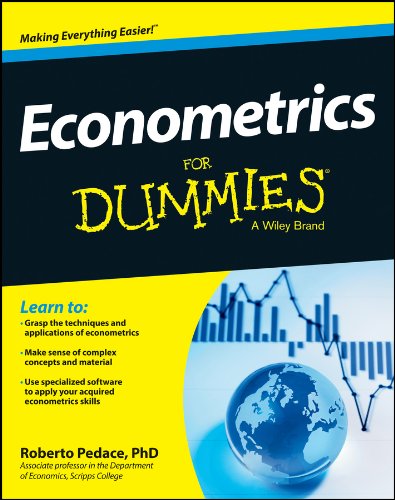 Making Everything Easier!™
Econometrics
FOR
DUMMIES®
A Wiley Brand
Learn to:
• Grasp the techniques and
applications of econometrics
• Make sense of complex
concepts and material
• Use specialized software
to apply your acquired
econometrics skills
Roberto Pedace, PhD
Associate professor in the Department
of Economics, Scripps College